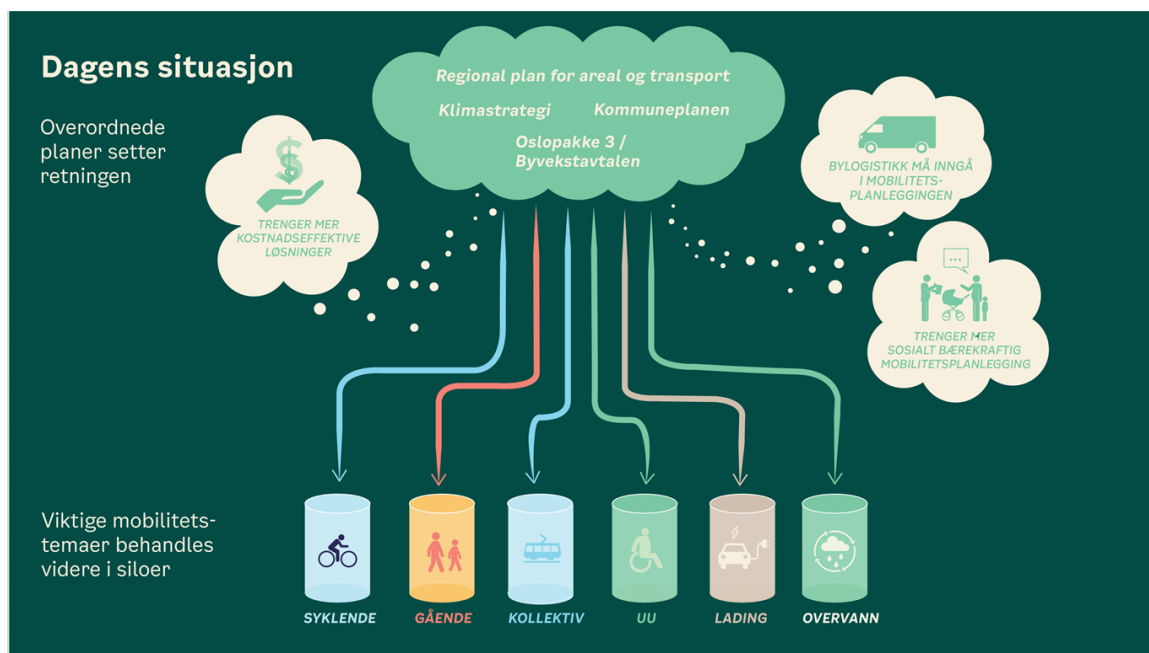 Dagens situasjon
Overordnede
planer setter
retningen
Regional plan for areal og transport
Klimastrategi
Kommuneplanen
Oslopakke 3 /
Byvekstavtalen
$
TRENGER MER
KOSTNADSEFFEKTIVE
LØSNINGER
BYLOGISTIKK MÅ INNGÅ
I MOBILITETS-
PLANLEGGINGEN
...
TRENGER MER
SOSIALT BÆREKRAFTIG
MOBILITETSPLANLEGGING
Viktige mobilitets-
temaer behandles
videre i siloer
SYKLENDE
GÅENDE
KOLLEKTIV
UU
LADING
OVERVANN